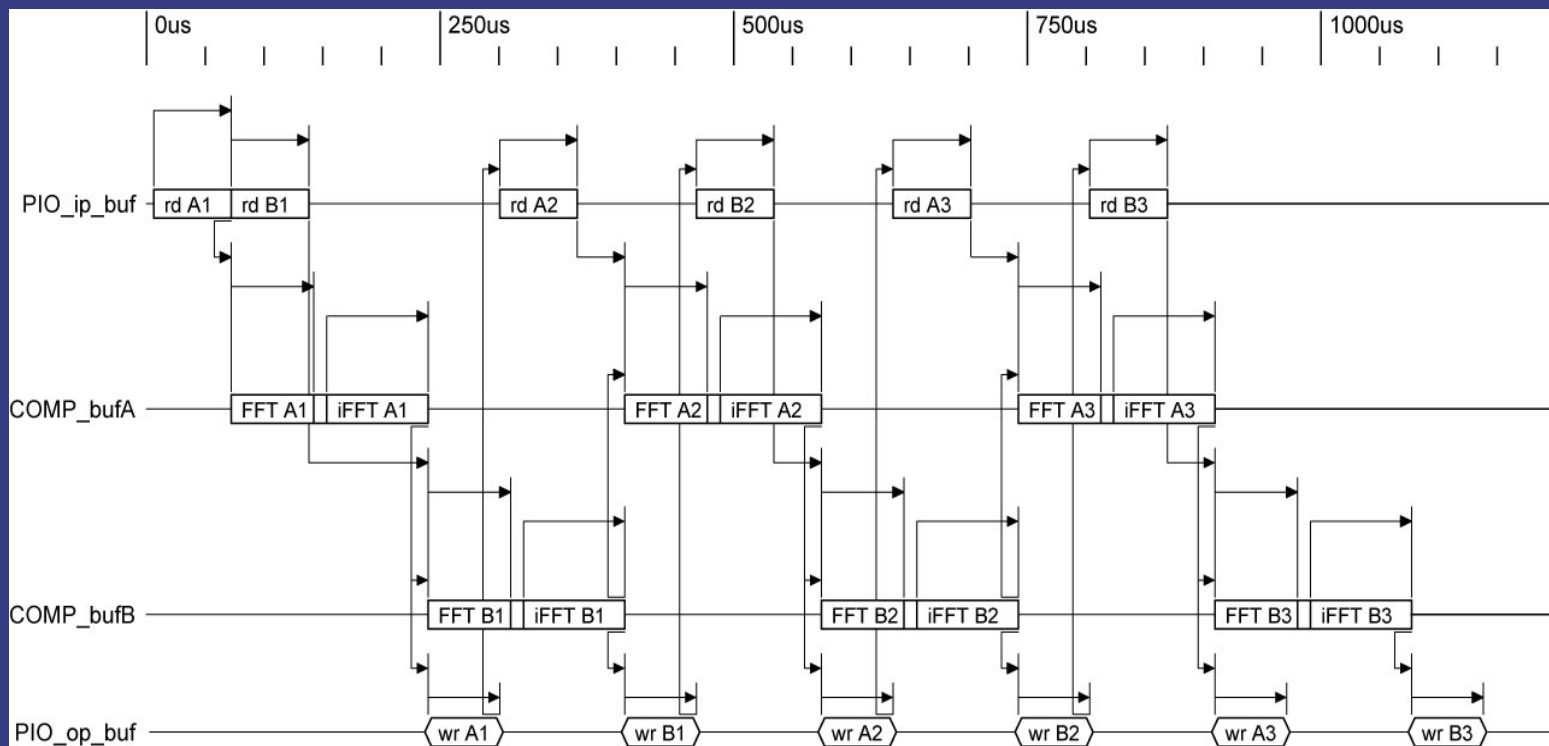 0us 250us 500us 750us 1000us
PIO_ip_buf rd A1 rd B1 rd A2 rd B2 rd A3 rd B3
COMP_bufA FFT A1 iFFT A1 FFT A2 iFFT A2 FFT A3 iFFT A3
COMP_bufB FFT B1 iFFT B1 FFT B2 iFFT B2 FFT B3 iFFT B3
PIO_op_buf wr A1 wr B1 wr A2 wr B2 wr A3 wr B3